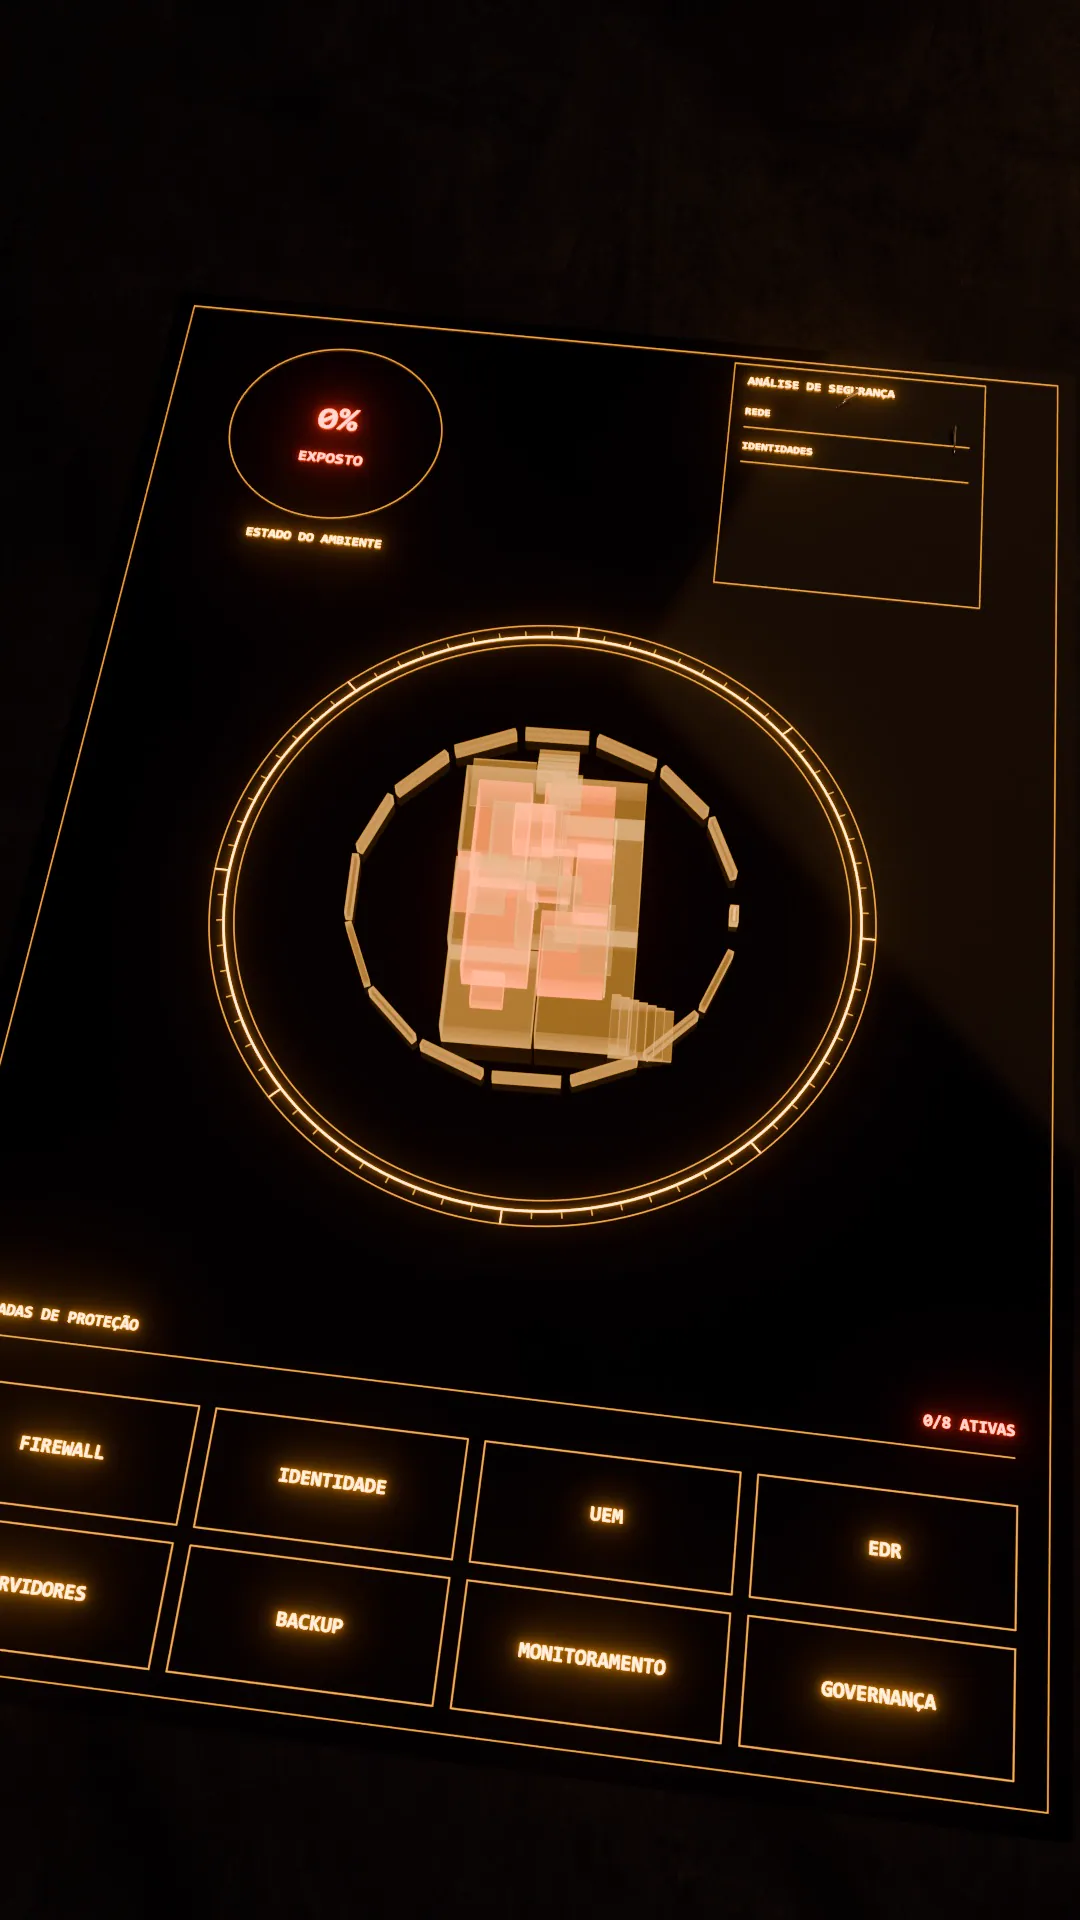 0%
EXPOSTO
ESTADO DO AMBIENTE
ANÁLISE DE SEGURANÇA
REDE
IDENTIDADES
ADAS DE PROTEÇÃO
0/8 ATIVAS
FIREWALL
IDENTIDADE
UEM
EDR
RVIDORES
BACKUP
MONITORAMENTO
GOVERNANÇA